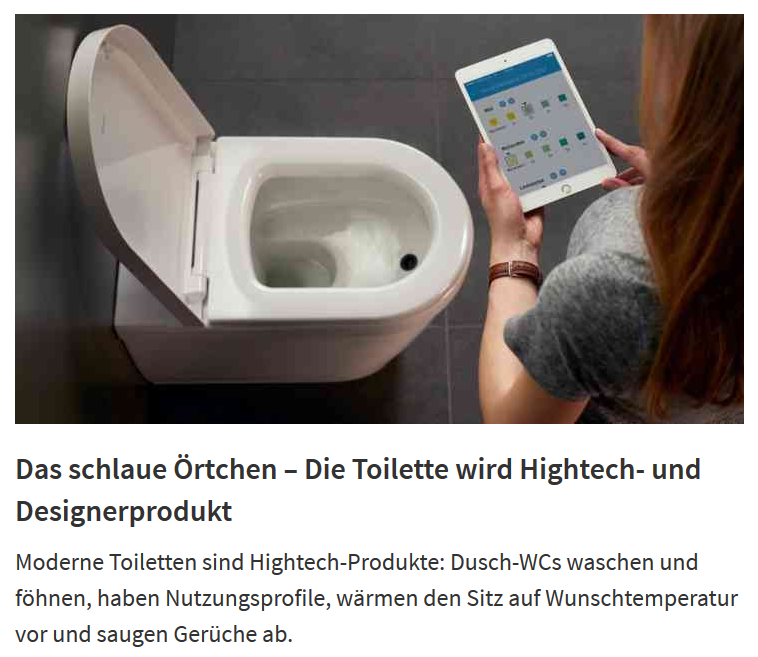 Das schlaue Örtchen – Die Toilette wird Hightech- und
Designerprodukt
Moderne Toiletten sind Hightech-Produkte: Dusch-WCs waschen und
föhnen, haben Nutzungsprofile, wärmen den Sitz auf Wunschtemperatur
vor und saugen Gerüche ab.